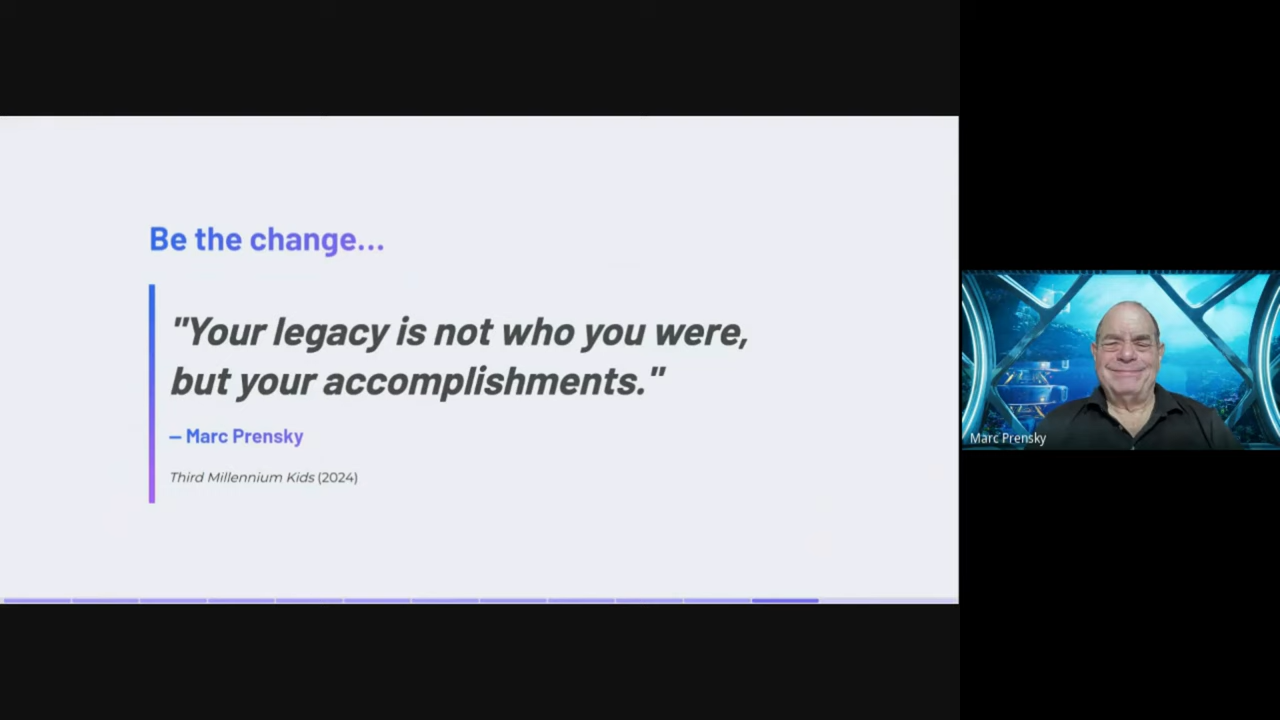 Be the change...
"Your legacy is not who you were,
but your accomplishments."
– Marc Prensky
Third Millennium Kids (2024)
Marc Prensky